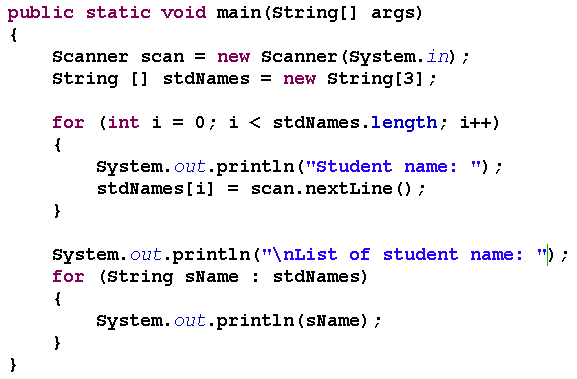 public static void main(String[] args)
{
    Scanner scan = new Scanner(System.in);
    String [] stdNames = new String[3];

    for (int i = 0; i < stdNames.length; i++)
    {
        System.out.println("Student name: ");
        stdNames[i] = scan.nextLine();
    }

    System.out.println("\nList of student name: ");
    for (String sName : stdNames)
    {
        System.out.println(sName);
    }
}